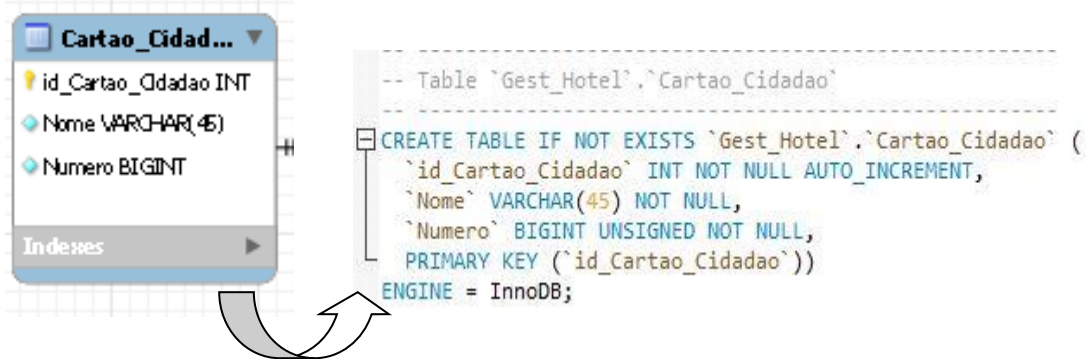 Cartao_Cidad...
id_Cartao_Cidadao INT
Nome VARCHAR(45)
Numero BIGINT
Indexes
-- -----------------------------------------------------
-- Table `Gest_Hotel`.`Cartao_Cidadao`
-- -----------------------------------------------------
CREATE TABLE IF NOT EXISTS `Gest_Hotel`.`Cartao_Cidadao` (
`id_Cartao_Cidadao` INT NOT NULL AUTO_INCREMENT,
`Nome` VARCHAR(45) NOT NULL,
`Numero` BIGINT UNSIGNED NOT NULL,
PRIMARY KEY (`id_Cartao_Cidadao`))
ENGINE = InnoDB;